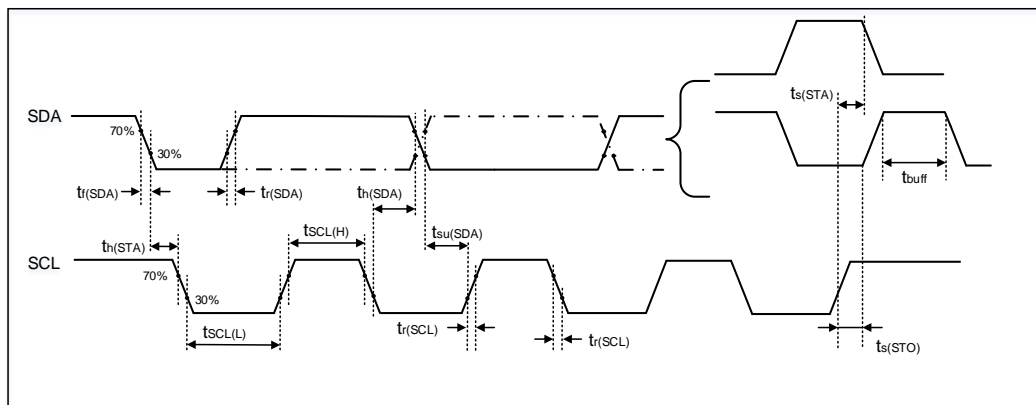 ts(STA)
SDA
70%
30%
tbuff
tf(SDA)
tr(SDA)
th(SDA)
th(STA)
tSCL(H)
tsu(SDA)
SCL
70%
30%
tSCL(L)
tr(SCL)
tr(SCL)
ts(STO)